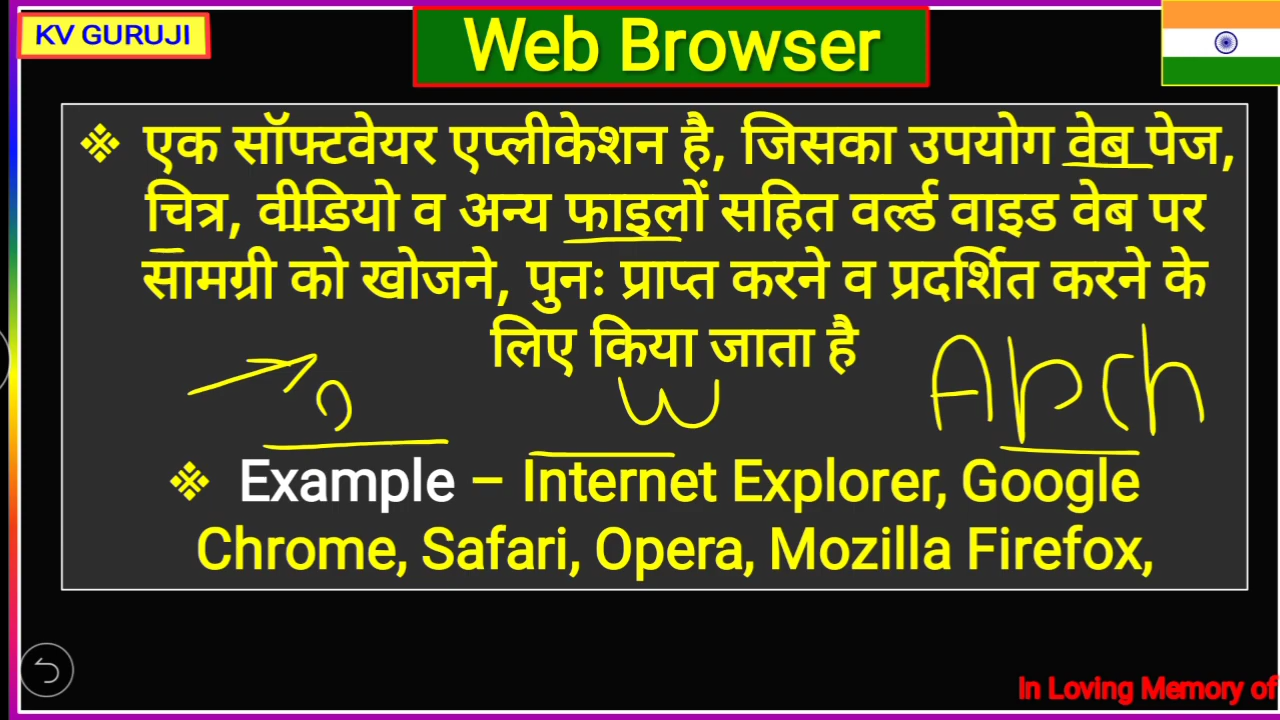 KV GURUJI
Web Browser
❖ एक सॉफ्टवेयर एप्लीकेशन है, जिसका उपयोग वेब पेज,
चित्र, वीडियो व अन्य फाइलों सहित वर्ल्ड वाइड वेब पर
सामग्री को खोजने, पुनः प्राप्त करने व प्रदर्शित करने के
लिए किया जाता है
W
❖ Example – Internet Explorer, Google
Chrome, Safari, Opera, Mozilla Firefox,
In Loving Memory of